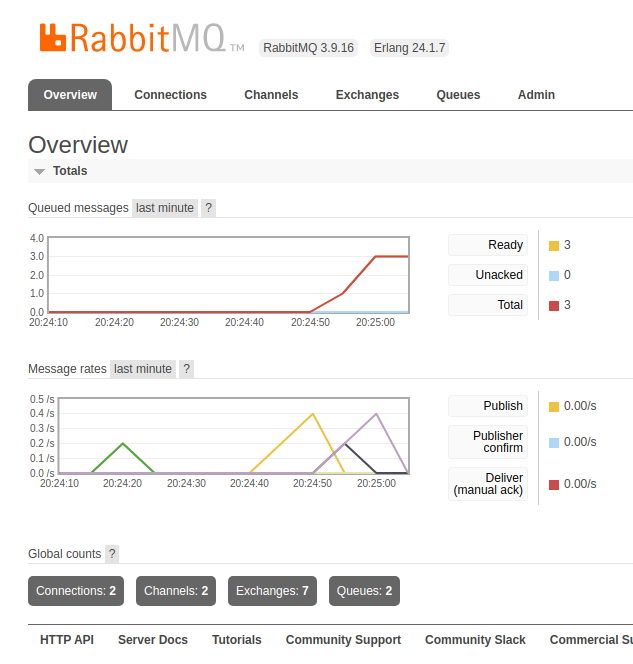 RabbitMQ TM
RabbitMQ 3.9.16 Erlang 24.1.7
Overview Connections Channels Exchanges Queues Admin
Overview
Totals
Queued messages last minute ?
4.0
3.0
2.0
1.0
0.0
20:24:10 20:24:20 20:24:30 20:24:40 20:24:50 20:25:00
Ready 3
Unacked 0
Total 3
Message rates last minute ?
0.5 /s
0.4 /s
0.3 /s
0.2 /s
0.1 /s
0.0 /s
20:24:10 20:24:20 20:24:30 20:24:40 20:24:50 20:25:00
Publish 0.00/s
Publisher
confirm 0.00/s
Deliver
(manual ack) 0.00/s
Global counts ?
Connections: 2 Channels: 2 Exchanges: 7 Queues: 2
HTTP API Server Docs Tutorials Community Support Community Slack Commercial Su